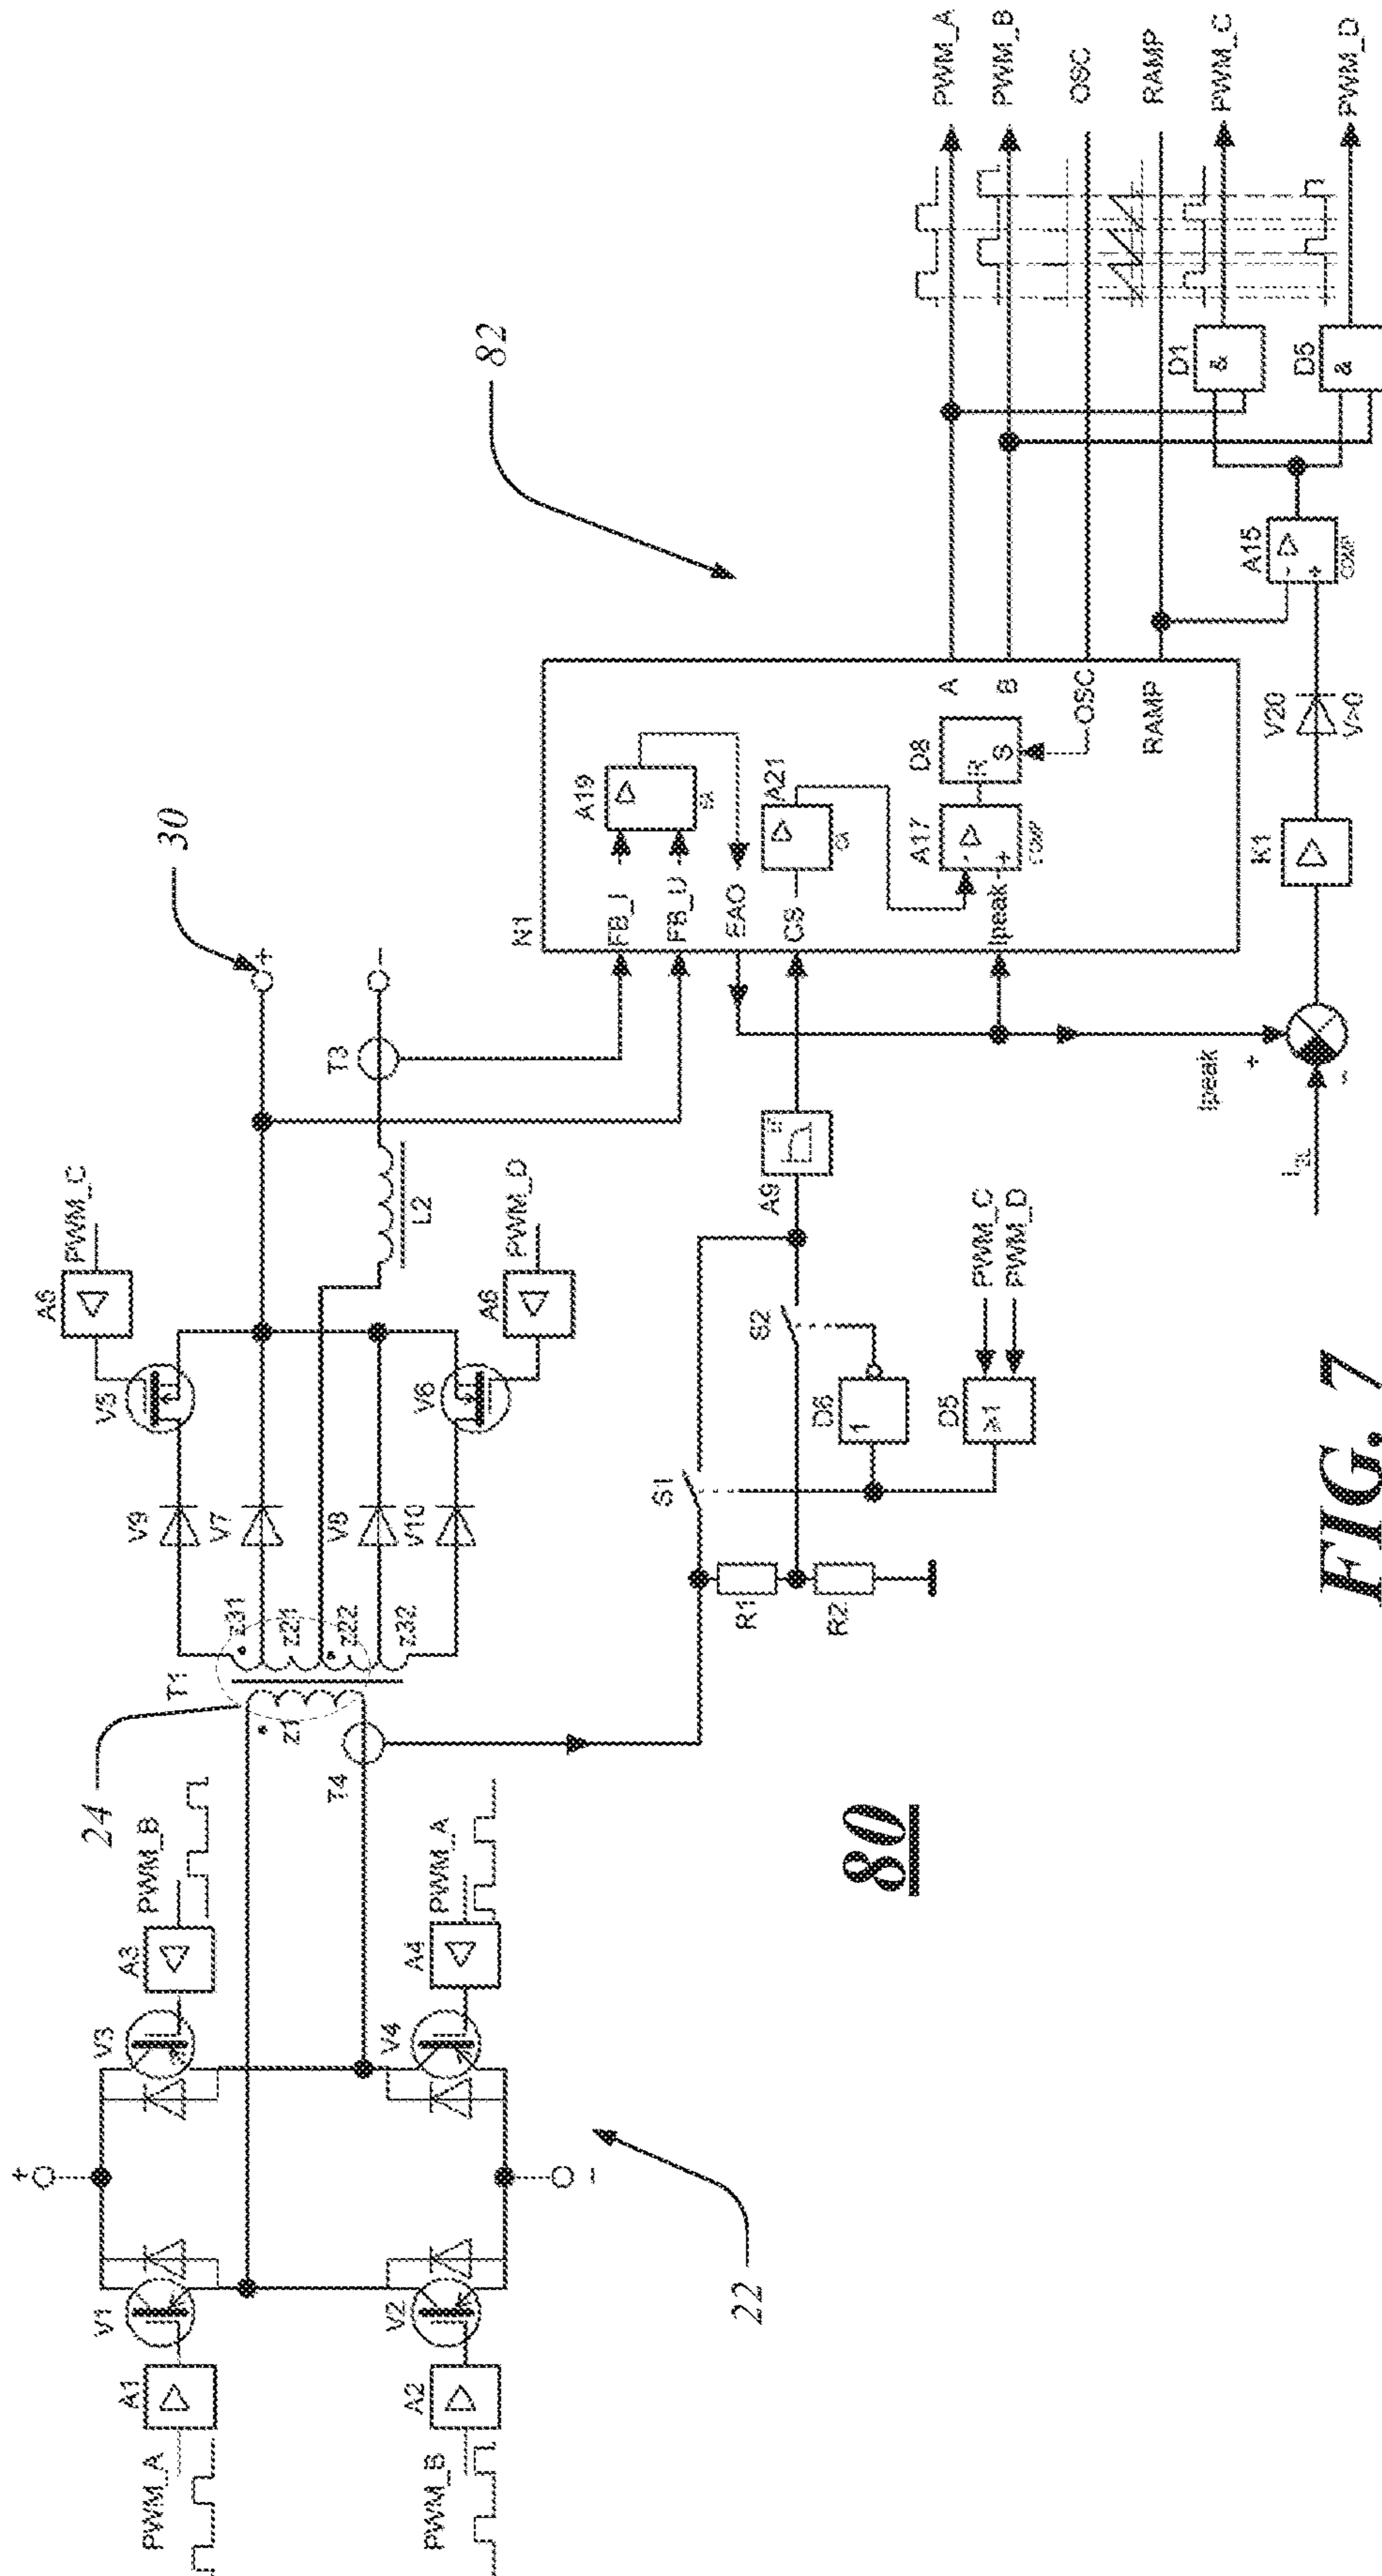 22
24
30
82
PWM_A
A1
V1
+
V3
A3
PWM_B
PWM_B
A2
V2
-
V4
A4
PWM_A
T4
T1
z1
z31
z21
z22
z32
V9
V7
V8
V10
V5
A6
PWM_C
V6
A6
PWM_D
L2
T3
+
-
S1
S2
R1
R2
D6
1
D5
≥1
PWM_C
PWM_D
A9
N1
FB_I
FB_U
EAO
CS
Ipeak
A19
A21
A17
- +
COMP
D8
R
S
A
B
OSC
RAMP
Ipeak
+
-
K1
V20
V>0
A15
- +
COMP
D1
&
D5
&
PWM_A
PWM_B
OSC
RAMP
PWM_C
PWM_D
80
FIG. 7